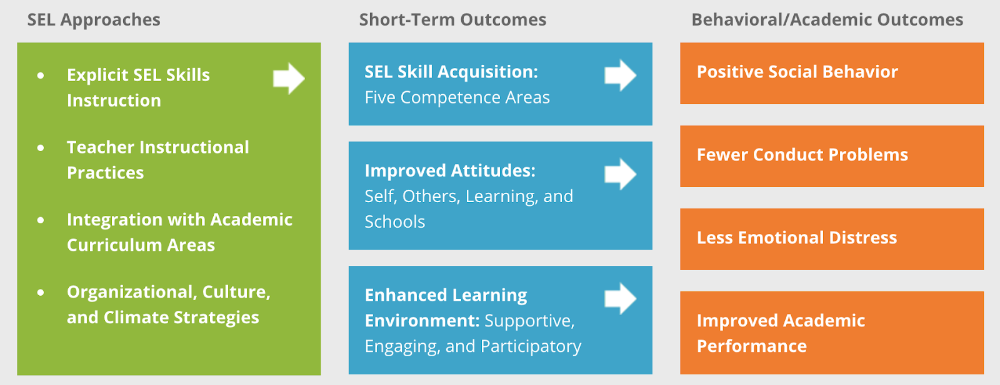 SEL Approaches
• Explicit SEL Skills
Instruction
• Teacher Instructional
Practices
• Integration with Academic
Curriculum Areas
• Organizational, Culture,
and Climate Strategies
Short-Term Outcomes
SEL Skill Acquisition:
Five Competence Areas
Improved Attitudes:
Self, Others, Learning, and
Schools
Enhanced Learning
Environment: Supportive,
Engaging, and Participatory
Behavioral/Academic Outcomes
Positive Social Behavior
Fewer Conduct Problems
Less Emotional Distress
Improved Academic
Performance